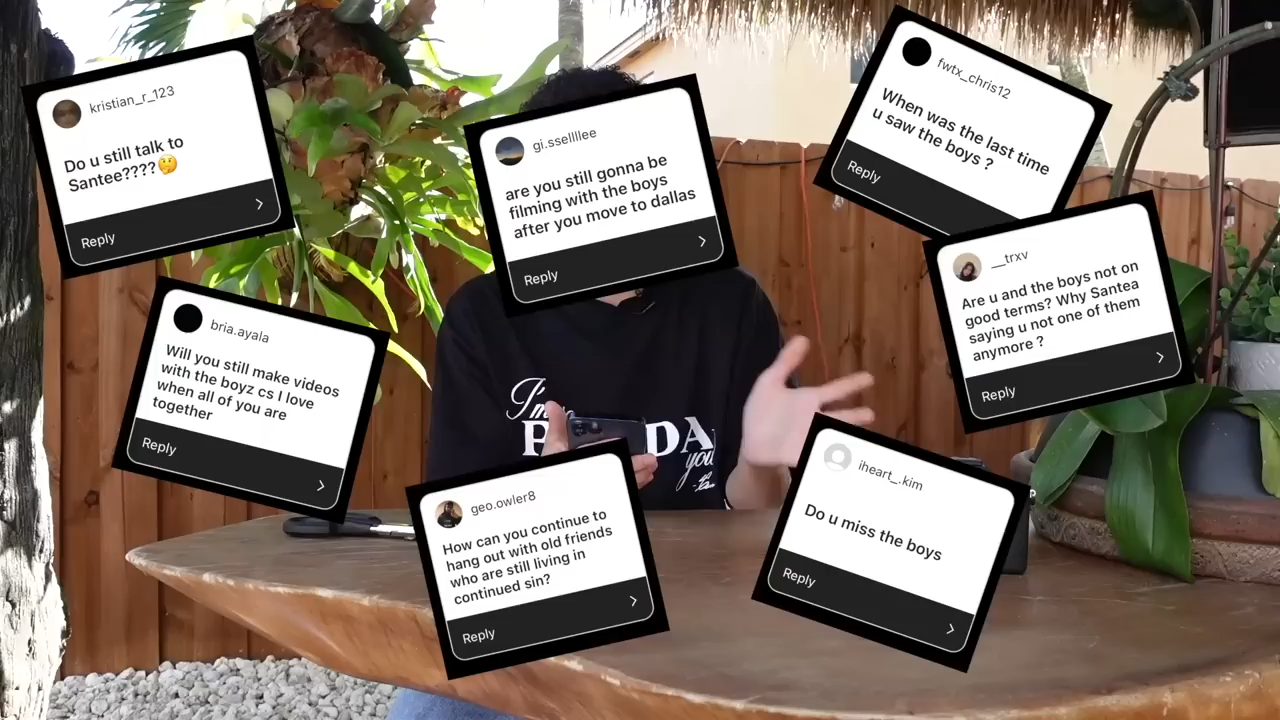 kristian_r_123
Do u still talk to
Santee????🤔
Reply
gi.ssellllee
are you still gonna be
filming with the boys
after you move to dallas
Reply
fwtx_chris12
When was the last time
u saw the boys ?
Reply
__trxv
Are u and the boys not on
good terms? Why Santea
saying u not one of them
anymore ?
Reply
bria.ayala
Will you still make videos
with the boyz cs I love
when all of you are
together
Reply
I'm
you
geo.owler8
How can you continue to
hang out with old friends
who are still living in
continued sin?
Reply
iheart_.kim
Do u miss the boys
Reply